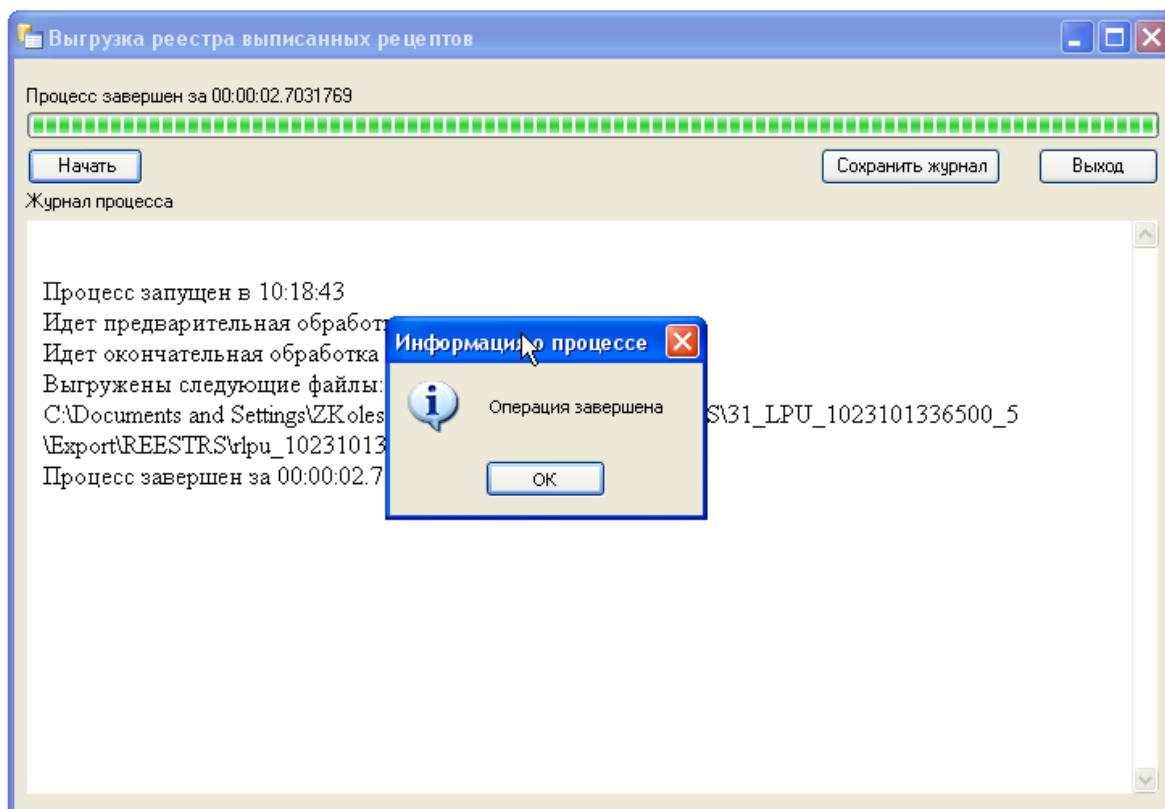 Выгрузка реестра выписанных рецептов
Процесс завершен за 00:00:02.7031769
Начать
Сохранить журнал
Выход
Журнал процесса
Процесс запущен в 10:18:43
Идет предварительная
Идет окончательная обработка
Выгружены следующие файлы:
C:\Documents and Settings\ZKoles S\31_LPU_1023101336500_5
\Export\REESTRS\rlpu_10231013
Процесс завершен за 00:00:02.7
Информация о процессе
Операция завершена
OK